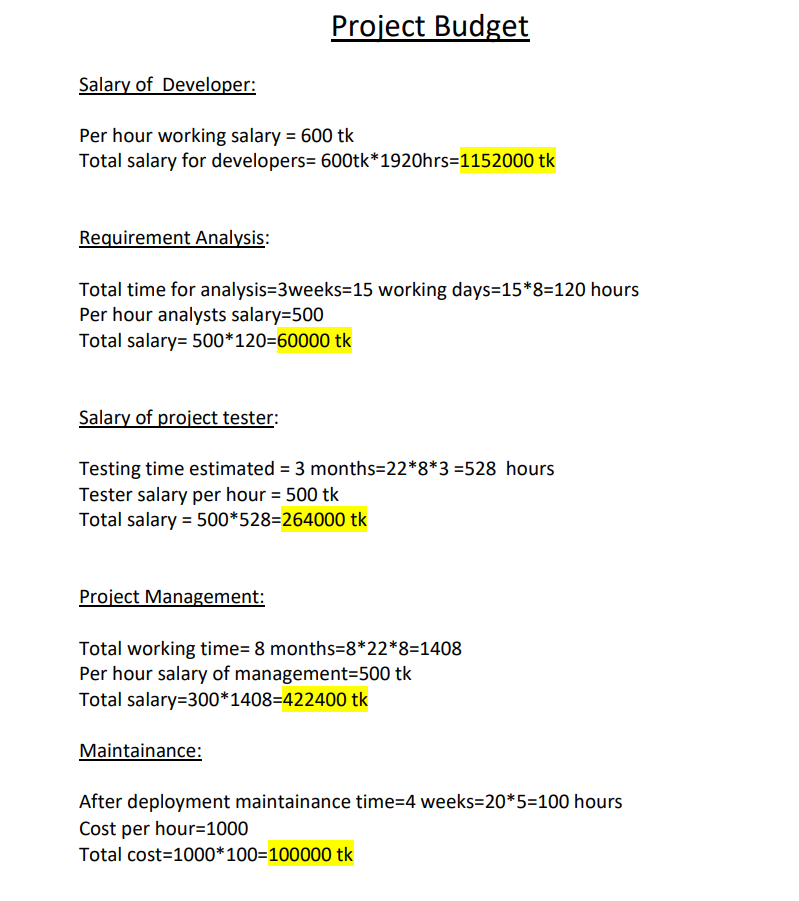 Project Budget
Salary of  Developer:
Per hour working salary = 600 tk
Total salary for developers= 600tk*1920hrs=1152000 tk
Requirement Analysis:
Total time for analysis=3weeks=15 working days=15*8=120 hours
Per hour analysts salary=500
Total salary= 500*120=60000 tk
Salary of project tester:
Testing time estimated = 3 months=22*8*3 =528  hours
Tester salary per hour = 500 tk
Total salary = 500*528=264000 tk
Project Management:
Total working time= 8 months=8*22*8=1408
Per hour salary of management=500 tk
Total salary=300*1408=422400 tk
Maintainance:
After deployment maintainance time=4 weeks=20*5=100 hours
Cost per hour=1000
Total cost=1000*100=100000 tk